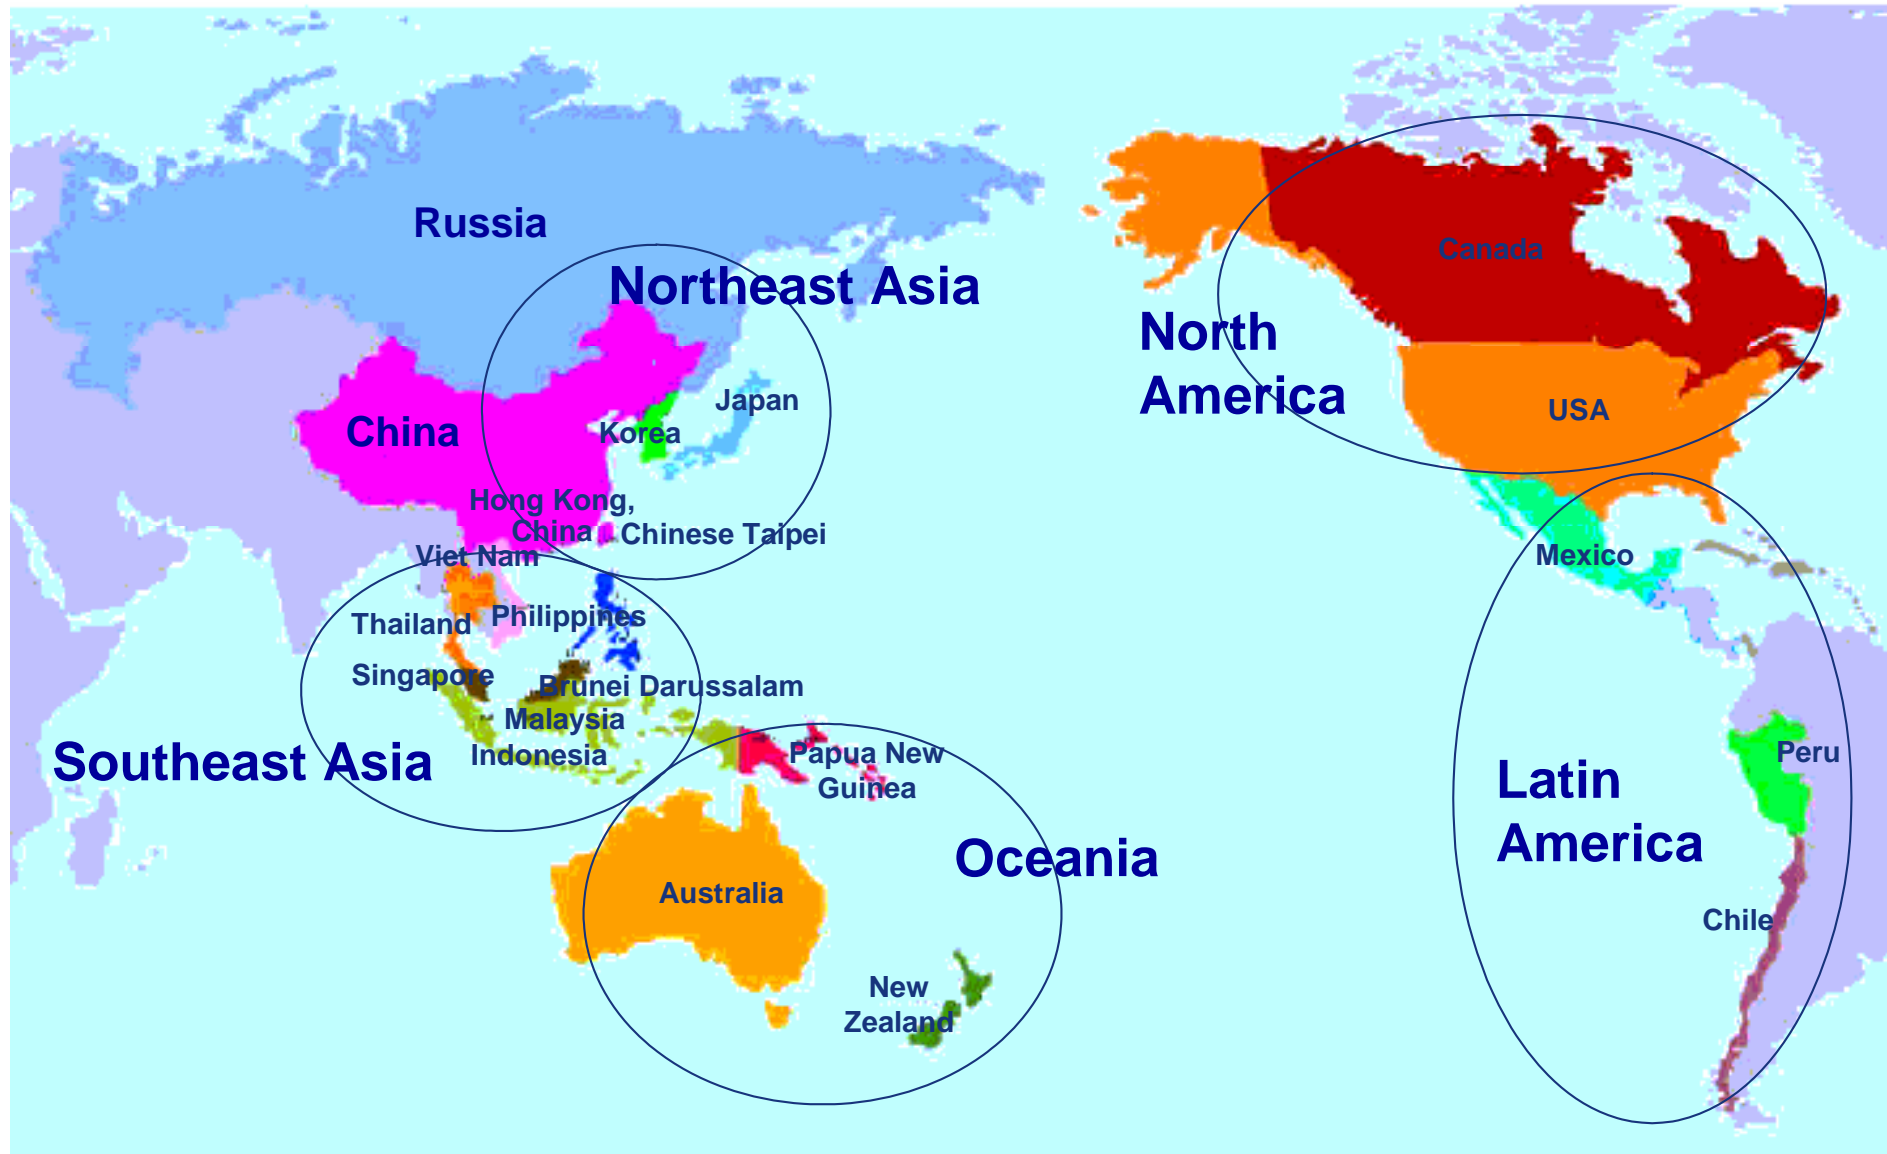 Russia
Northeast Asia
Canada
North
America
Japan
USA
China
Korea
Hong Kong,
China
Chinese Taipei
Viet Nam
Mexico
Thailand
Philippines
Singapore
Brunei Darussalam
Malaysia
Indonesia
Southeast Asia
Papua New
Guinea
Peru
Latin
America
Oceania
Australia
Chile
New
Zealand